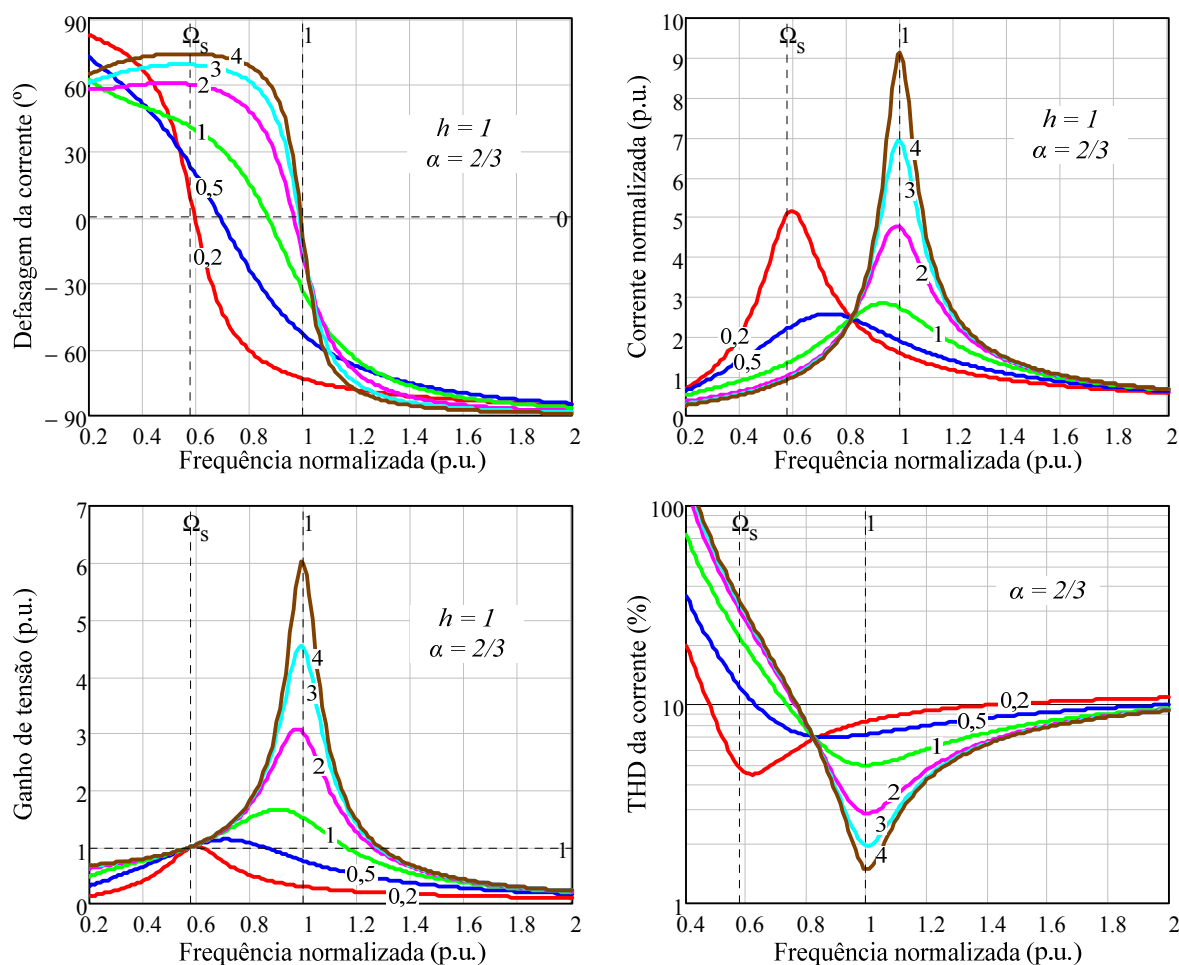 Defasagem da corrente (º)
90
60
30
0
– 30
– 60
– 90
Ωs
1
4
3
2
1
0,5
0,2
0
h = 1
α = 2/3
0.2 0.4 0.6 0.8 1 1.2 1.4 1.6 1.8 2
Frequência normalizada (p.u.)
Corrente normalizada (p.u.)
10
9
8
7
6
5
4
3
2
1
0
Ωs
1
4
3
2
1
0,2
0,5
h = 1
α = 2/3
0.2 0.4 0.6 0.8 1 1.2 1.4 1.6 1.8 2
Frequência normalizada (p.u.)
Ganho de tensão (p.u.)
7
6
5
4
3
2
1
0
Ωs
1
4
3
2
1
0,5
0,2
1
h = 1
α = 2/3
0.2 0.4 0.6 0.8 1 1.2 1.4 1.6 1.8 2
Frequência normalizada (p.u.)
THD da corrente (%)
100
10
1
Ωs
1
α = 2/3
0,2
0,5
1
2
3
4
0.4 0.6 0.8 1 1.2 1.4 1.6 1.8 2
Frequência normalizada (p.u.)